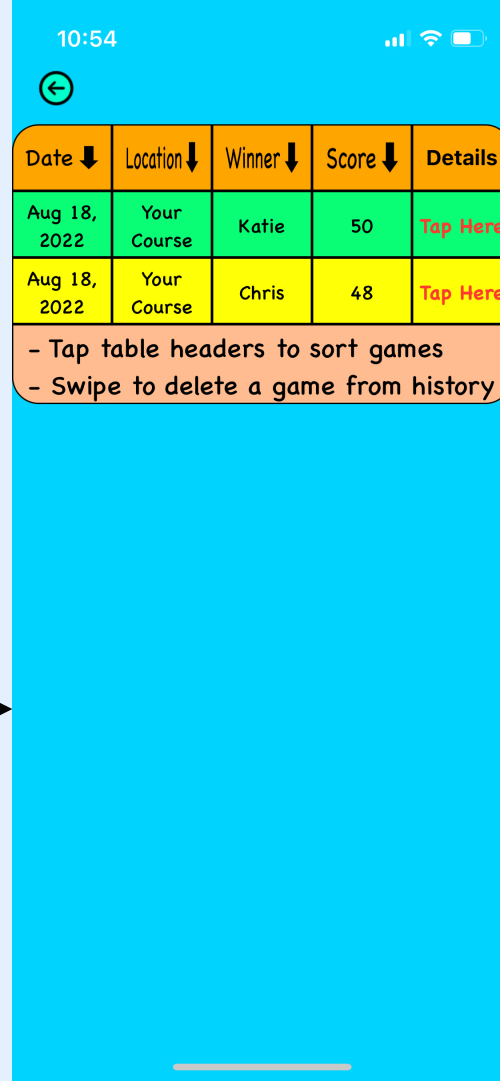 10:54
Date Location Winner Score Details
Aug 18, 2022 Your Course Katie 50 Tap Here
Aug 18, 2022 Your Course Chris 48 Tap Here
- Tap table headers to sort games
- Swipe to delete a game from history